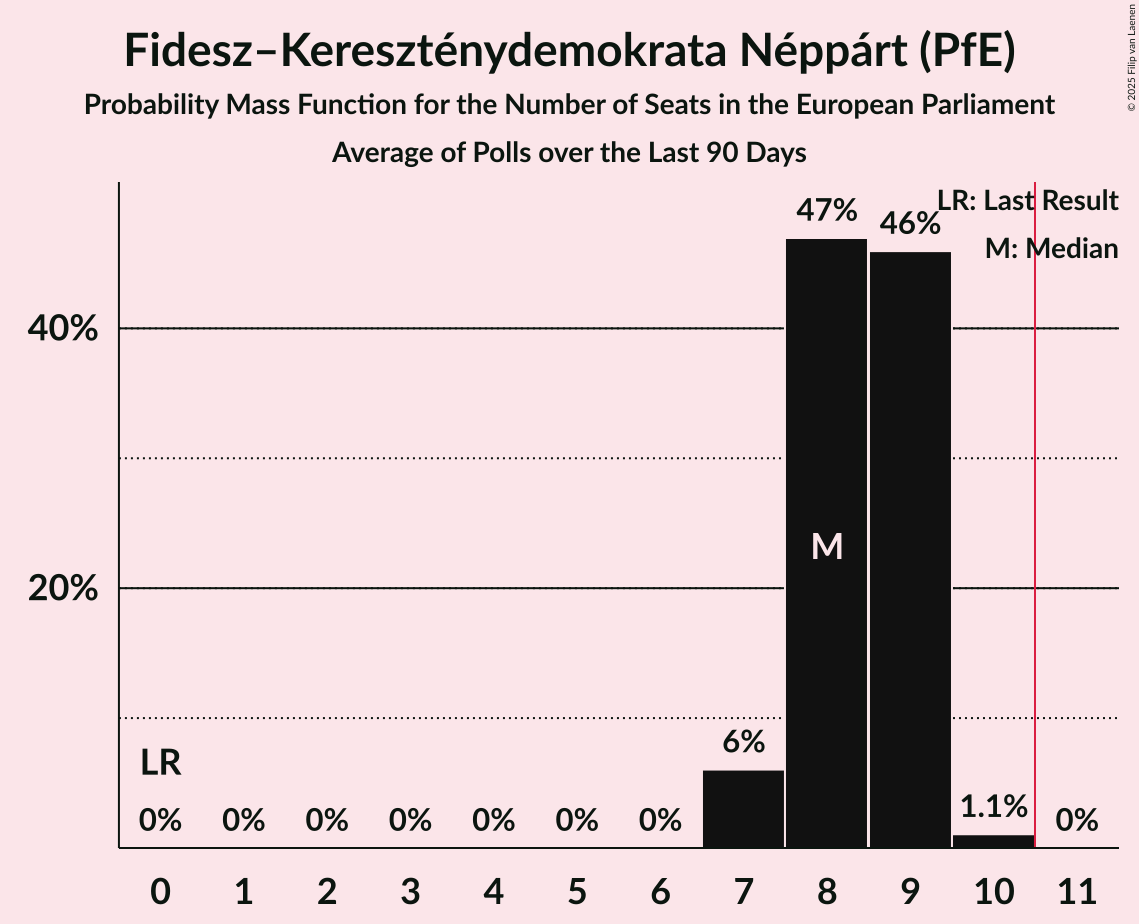 Fidesz–Kereszténydemokrata Néppárt (PfE)
Probability Mass Function for the Number of Seats in the European Parliament
Average of Polls over the Last 90 Days
© 2025 Filip van Laenen
LR: Last Result
M: Median
47%
46%
40%
M
20%
6%
LR
1.1%
0% 0% 0% 0% 0% 0% 0% 0%
0 1 2 3 4 5 6 7 8 9 10 11